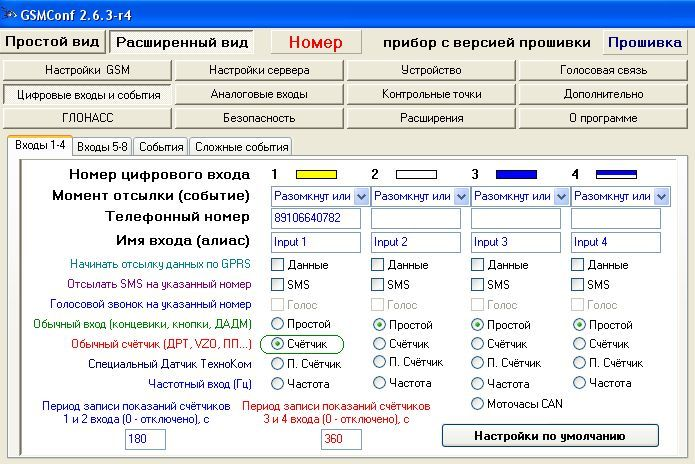 GSMConf 2.6.3-r4
Простой вид Расширенный вид Номер прибор с версией прошивки Прошивка
Настройки GSM Настройки сервера Устройство Голосовая связь
Цифровые входы и события Аналоговые входы Контрольные точки Дополнительно
ГЛОНАСС Безопасность Расширения О программе
Входы 1-4 Входы 5-8 События Сложные события
Номер цифрового входа 1 2 3 4
Момент отсылки (событие) Разомкнут или Разомкнут или Разомкнут или Разомкнут или
Телефонный номер 89106640782
Имя входа (алиас) Input 1 Input 2 Input 3 Input 4
Начинать отсылку данных по GPRS Данные Данные Данные Данные
Отсылать SMS на указанный номер SMS SMS SMS SMS
Голосовой звонок на указанный номер Голос Голос Голос Голос
Обычный вход (концевики, кнопки, ДАДМ) Простой Простой Простой Простой
Обычный счётчик (ДРТ, VZO, ПП...) Счётчик Счётчик Счётчик Счётчик
Специальный Датчик ТехноКом П. Счётчик П. Счётчик П. Счётчик П. Счётчик
Частотный вход (Гц) Частота Частота Частота Частота
Моточасы CAN
Период записи показаний счётчиков Период записи показаний счётчиков
1 и 2 входа (0 - отключено), с 3 и 4 входа (0 - отключено), с
180 360 Настройки по умолчанию